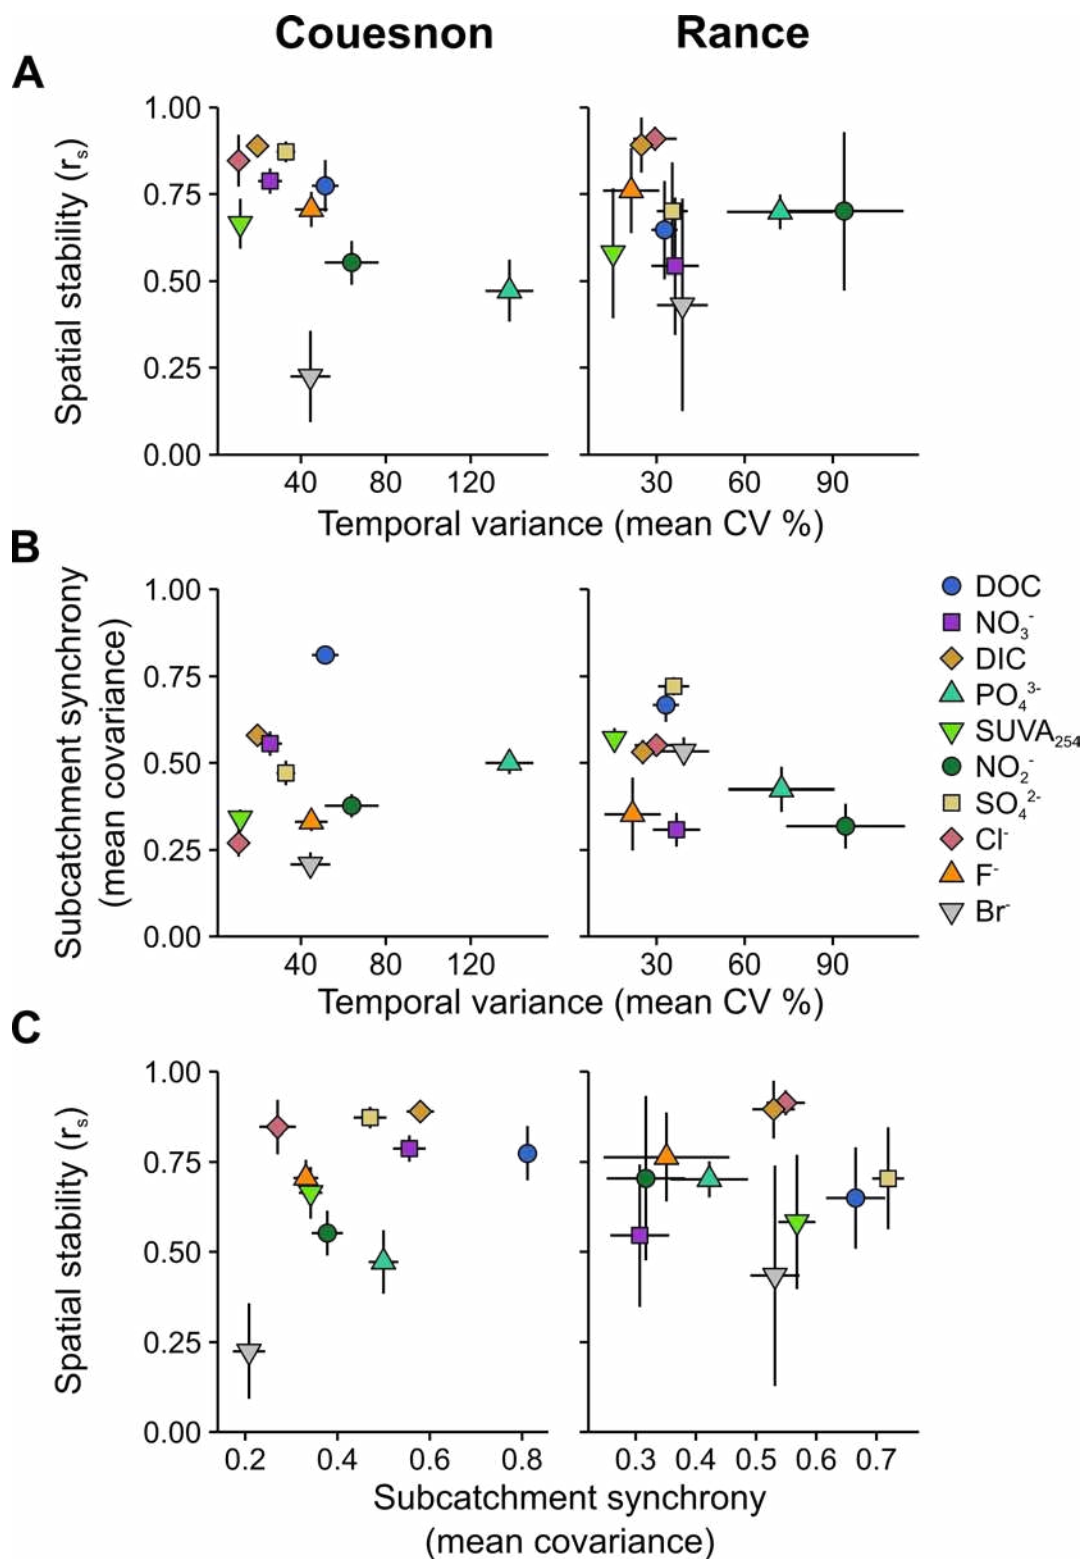 Couesnon
Rance
A
Spatial stability (rₛ)
1.00
0.75
0.50
0.25
0.00
40
80
120
30
60
90
Temporal variance (mean CV %)
B
Subcatchment synchrony
(mean covariance)
1.00
0.75
0.50
0.25
0.00
40
80
120
30
60
90
Temporal variance (mean CV %)
DOC
NO₃⁻
DIC
PO₄³⁻
SUVA₂₅₄
NO₂⁻
SO₄²⁻
Cl⁻
F⁻
Br⁻
C
Spatial stability (rₛ)
1.00
0.75
0.50
0.25
0.00
0.2
0.4
0.6
0.8
0.3
0.4
0.5
0.6
0.7
Subcatchment synchrony
(mean covariance)